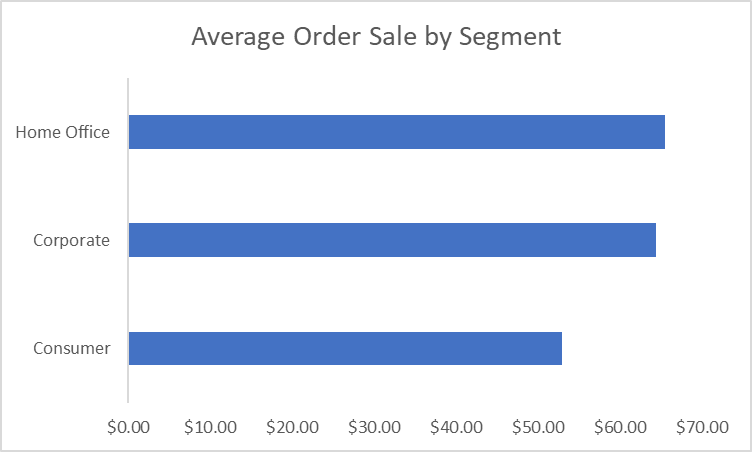 Average Order Sale by Segment
Home Office
Corporate
Consumer
$0.00 $10.00 $20.00 $30.00 $40.00 $50.00 $60.00 $70.00